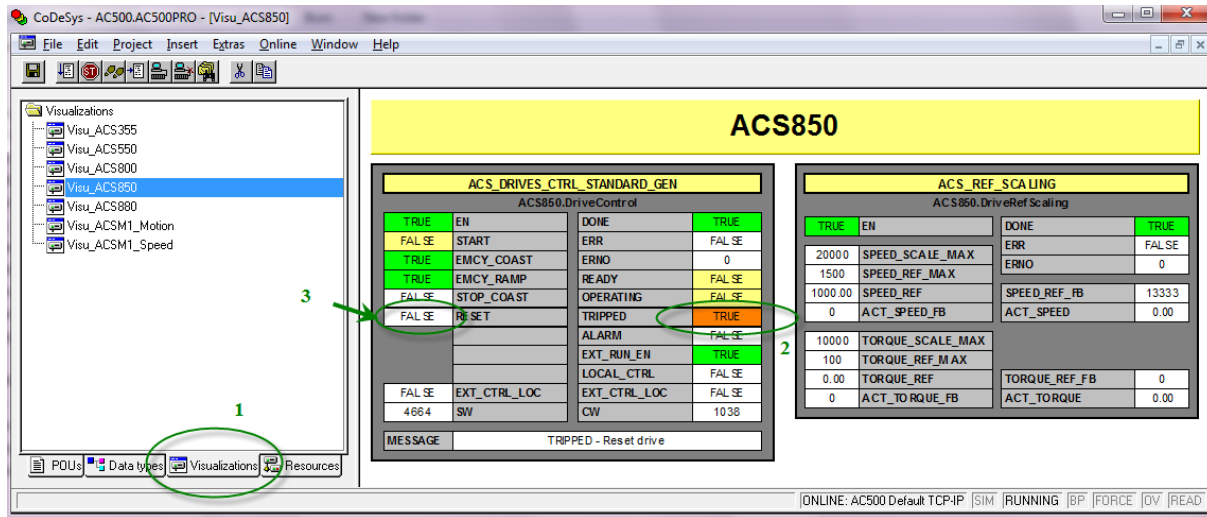 CoDeSys - AC500.AC500PRO - [Visu_ACS850]
File Edit Project Insert Extras Online Window Help
Visualizations
Visu_ACS355
Visu_ACS550
Visu_ACS800
Visu_ACS850
Visu_ACS880
Visu_ACSM1_Motion
Visu_ACSM1_Speed
1
POUs Data types Visualizations Resources
3
ACS850
ACS_DRIVES_CTRL_STANDARD_GEN
ACS850.DriveControl
TRUE EN DONE TRUE
FALSE START ERR FALSE
TRUE EMCY_COAST ERNO 0
TRUE EMCY_RAMP READY FALSE
FALSE STOP_COAST OPERATING FALSE
FALSE RESET TRIPPED TRUE
ALARM FALSE
EXT_RUN_EN TRUE
LOCAL_CTRL FALSE
FALSE EXT_CTRL_LOC EXT_CTRL_LOC FALSE
4664 SW CW 1038
MESSAGE TRIPPED - Reset drive
2
ACS_REF_SCALING
ACS850.DriveRefScaling
TRUE EN DONE TRUE
ERR FALSE
20000 SPEED_SCALE_MAX ERNO 0
1500 SPEED_REF_MAX
1000.00 SPEED_REF SPEED_REF_FB 13333
0 ACT_SPEED_FB ACT_SPEED 0.00
10000 TORQUE_SCALE_MAX
100 TORQUE_REF_MAX
0.00 TORQUE_REF TORQUE_REF_FB 0
0 ACT_TORQUE_FB ACT_TORQUE 0.00
ONLINE: AC500 Default TCP-IP SIM RUNNING BP FORCE OV READ